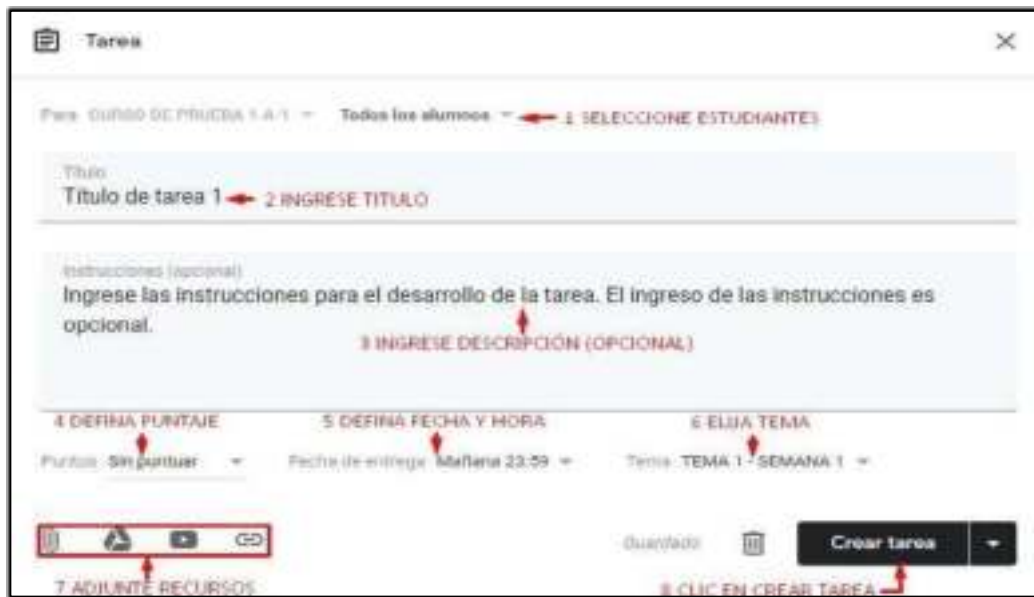 Tarea
Para CURSO DE PRUEBA 1 A-1 Todos los alumnos 1 SELECCIONE ESTUDIANTES
Título
Título de tarea 1 2 INGRESE TITULO
Instrucciones (opcional)
Ingrese las instrucciones para el desarrollo de la tarea. El ingreso de las instrucciones es
opcional.
3 INGRESE DESCRIPCIÓN (OPCIONAL)
4 DEFINA PUNTAJE 5 DEFINA FECHA Y HORA 6 ELIJA TEMA
Puntos Sin puntuar Fecha de entrega Mañana 23:59 Tema TEMA 1 - SEMANA 1
Guardado Crear tarea
7 ADJUNTE RECURSOS 8 CLIC EN CREAR TAREA